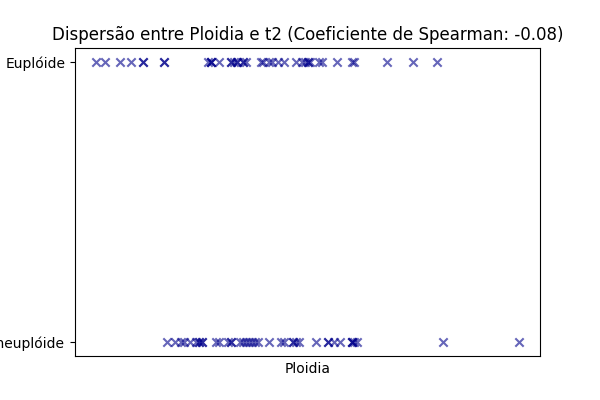 Dispersão entre Ploidia e t2 (Coeficiente de Spearman: -0.08)
Euplóide
neuplóide
Ploidia